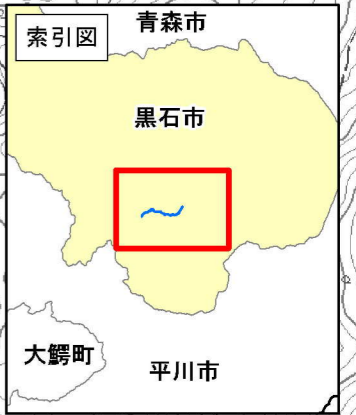 索引図
青森市
黒石市
大鰐町
平川市